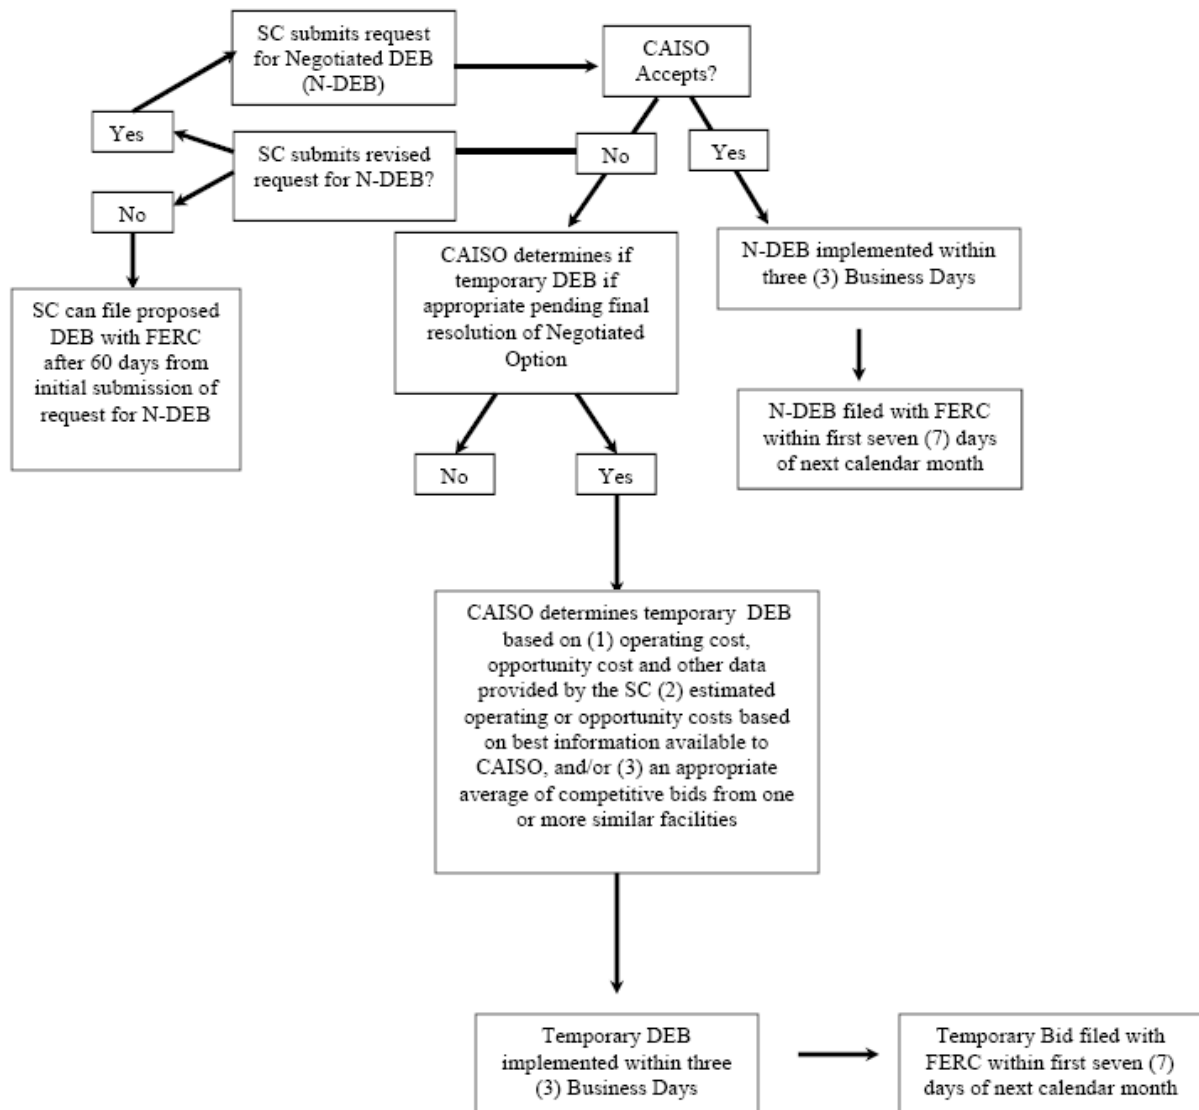 SC submits request
for Negotiated DEB
(N-DEB)
CAISO
Accepts?
Yes
SC submits revised
request for N-DEB?
No
Yes
No
CAISO determines if
temporary DEB if
appropriate pending final
resolution of Negotiated
Option
N-DEB implemented within
three (3) Business Days
SC can file proposed
DEB with FERC
after 60 days from
initial submission of
request for N-DEB
N-DEB filed with FERC
within first seven (7) days
of next calendar month
No
Yes
CAISO determines temporary DEB
based on (1) operating cost,
opportunity cost and other data
provided by the SC (2) estimated
operating or opportunity costs based
on best information available to
CAISO, and/or (3) an appropriate
average of competitive bids from one
or more similar facilities
Temporary DEB
implemented within three
(3) Business Days
Temporary Bid filed with
FERC within first seven (7)
days of next calendar month